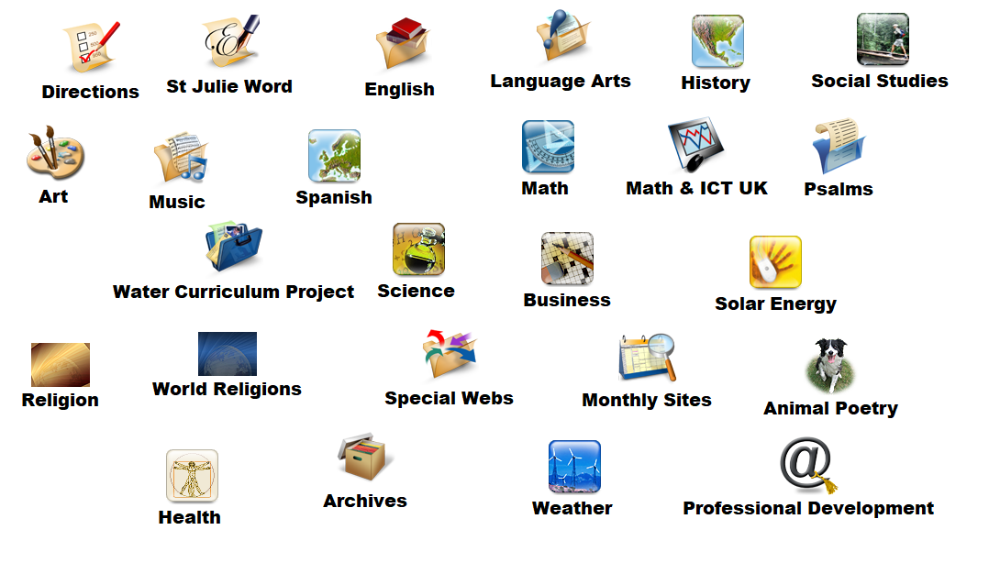 Directions
St Julie Word
English
Language Arts
History
Social Studies
Art
Music
Spanish
Math
Math & ICT UK
Psalms
Water Curriculum Project
Science
Business
Solar Energy
Religion
World Religions
Special Webs
Monthly Sites
Animal Poetry
Health
Archives
Weather
Professional Development